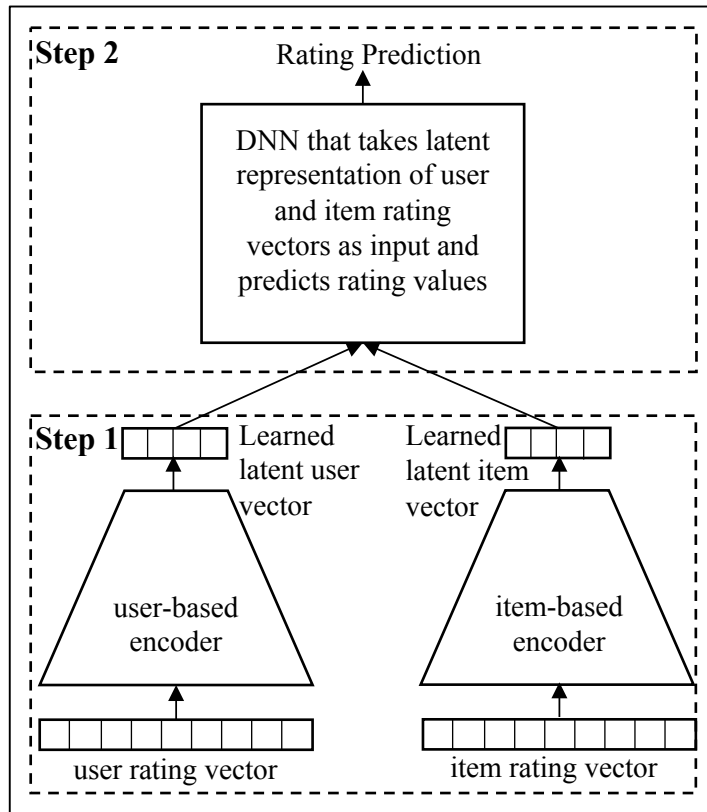 Step 2
Rating Prediction
DNN that takes latent
representation of user
and item rating
vectors as input and
predicts rating values
Step 1
Learned
latent user
vector
Learned
latent item
vector
user-based
encoder
item-based
encoder
user rating vector
item rating vector